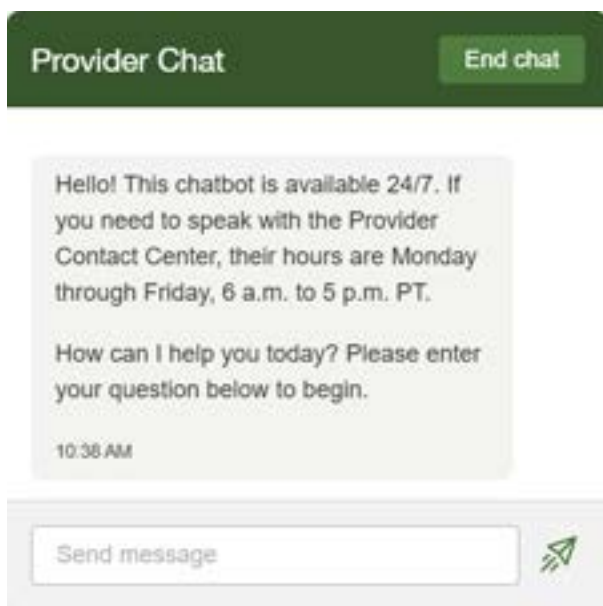 Provider Chat
End chat
Hello! This chatbot is available 24/7. If
you need to speak with the Provider
Contact Center, their hours are Monday
through Friday, 6 a.m. to 5 p.m. PT.
How can I help you today? Please enter
your question below to begin.
10:38 AM
Send message